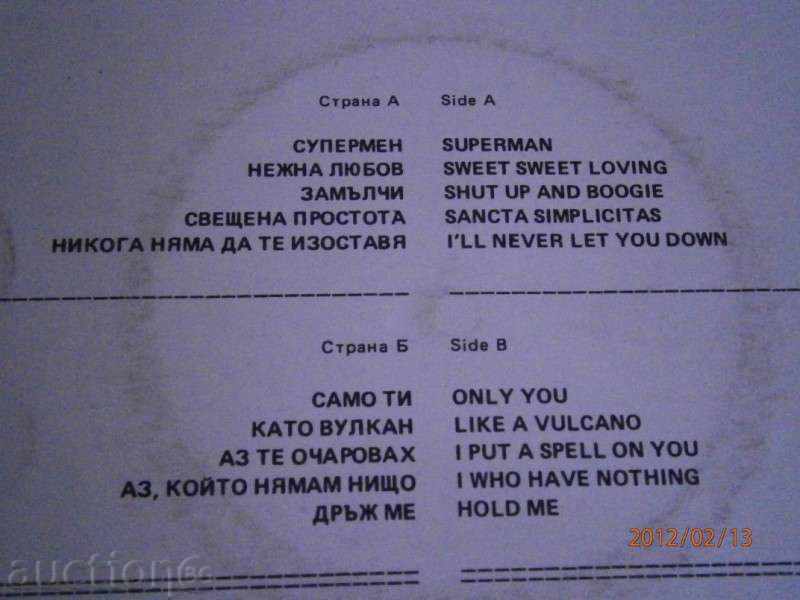 Страна А Side A
СУПЕРМЕН SUPERMAN
НЕЖНА ЛЮБОВ SWEET SWEET LOVING
ЗАМЪЛЧИ SHUT UP AND BOOGIE
СВЕЩЕНА ПРОСТОТА SANCTA SIMPLICITAS
НИКОГА НЯМА ДА ТЕ ИЗОСТАВЯ I'LL NEVER LET YOU DOWN
Страна Б Side B
САМО ТИ ONLY YOU
КАТО ВУЛКАН LIKE A VULCANO
АЗ ТЕ ОЧАРОВАХ I PUT A SPELL ON YOU
АЗ, КОЙТО НЯМАМ НИЩО I WHO HAVE NOTHING
ДРЪЖ МЕ HOLD ME
2012/02/13
auction68